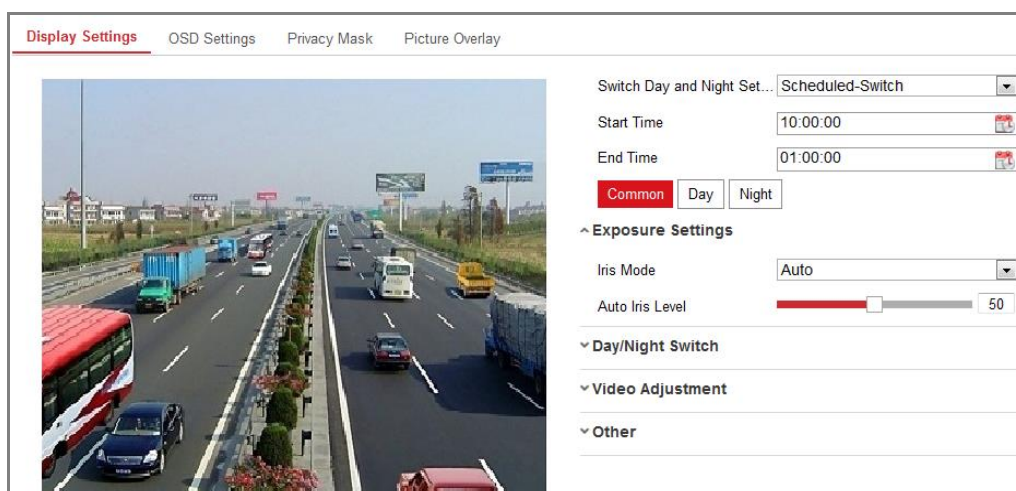 Display Settings OSD Settings Privacy Mask Picture Overlay
Switch Day and Night Set... Scheduled-Switch
Start Time 10:00:00
End Time 01:00:00
Common Day Night
Exposure Settings
Iris Mode Auto
Auto Iris Level 50
Day/Night Switch
Video Adjustment
Other